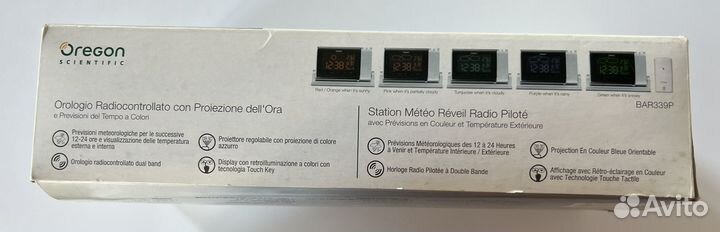 Oregon
SCIENTIFIC
Red / Orange when it's sunny
Pink when it's partially cloudy
Turquoise when it's cloudy
Purple when it's rainy
Green when it's snowy
BAR339P
Orologio Radiocontrollato con Proiezione dell'Ora
e Previsioni del Tempo a Colori
Previsioni meteorologiche per le successive
12-24 ore e visualizzazione delle temperatura
esterna e interna
Orologio radiocontrollato dual band
Proiettore regolabile con proiezione di colore
azzurro
Display con retroilluminazione a colori con
tecnologia Touch Key
Station Météo Réveil Radio Piloté
avec Prévisions en Couleur et Température Extérieure
Prévisions Météorologiques des 12 à 24 Heures
à Venir et Température Intérieure / Extérieure
Horloge Radio Pilotée à Double Bande
Projection En Couleur Bleue Orientable
Affichage avec Rétro-éclairage en Couleur
avec Technologie Touche Tactile
Avito